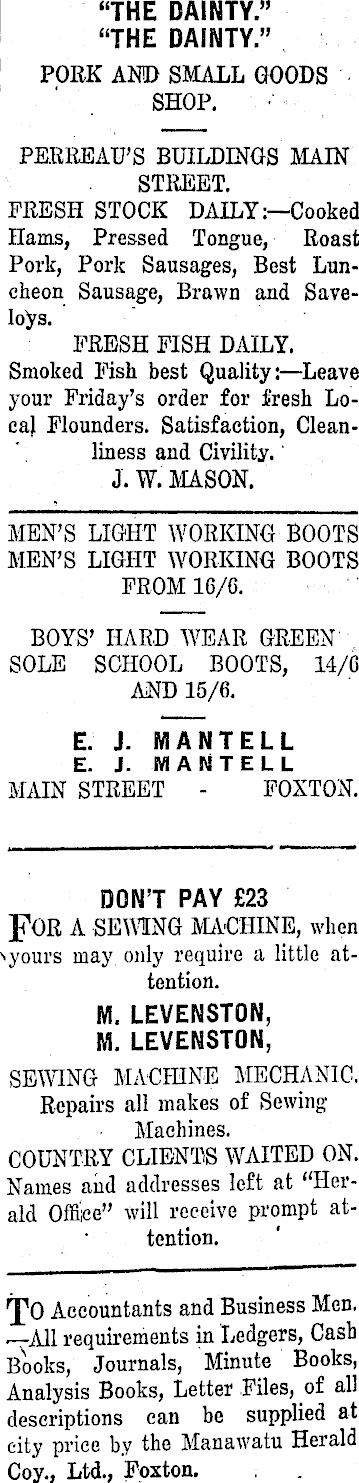 "THE DAINTY."
"THE DAINTY."
PORK AND SMALL GOODS
SHOP.
PERREAU'S BUILDINGS MAIN
STREET.
FRESH STOCK DAILY:—Cooked
Hams, Pressed Tongue, Roast
Pork, Pork Sausages, Best Lun-
cheon Sausage, Brawn and Save-
loys.
FRESH FISH DAILY.
Smoked Fish best Quality:—Leave
your Friday's order for fresh Lo-
cal Flounders. Satisfaction, Clean-
liness and Civility.
J. W. MASON.
MEN'S LIGHT WORKING BOOTS
MEN'S LIGHT WORKING BOOTS
FROM 16/6.
BOYS' HARD WEAR GREEN
SOLE SCHOOL BOOTS, 14/6
AND 15/6.
E. J. MANTELL
E. J. MANTELL
MAIN STREET - FOXTON.
DON'T PAY £23
FOR A SEWING MACHINE, when
yours may only require a little at-
tention.
M. LEVENSTON,
M. LEVENSTON,
SEWING MACHINE MECHANIC.
Repairs all makes of Sewing
Machines.
COUNTRY CLIENTS WAITED ON.
Names and addresses left at "Her-
ald Office" will receive prompt at-
tention.
TO Accountants and Business Men.
—All requirements in Ledgers, Cash
Books, Journals, Minute Books,
Analysis Books, Letter Files, of all
descriptions can be supplied at
city price by the Manawatu Herald
Coy., Ltd., Foxton.